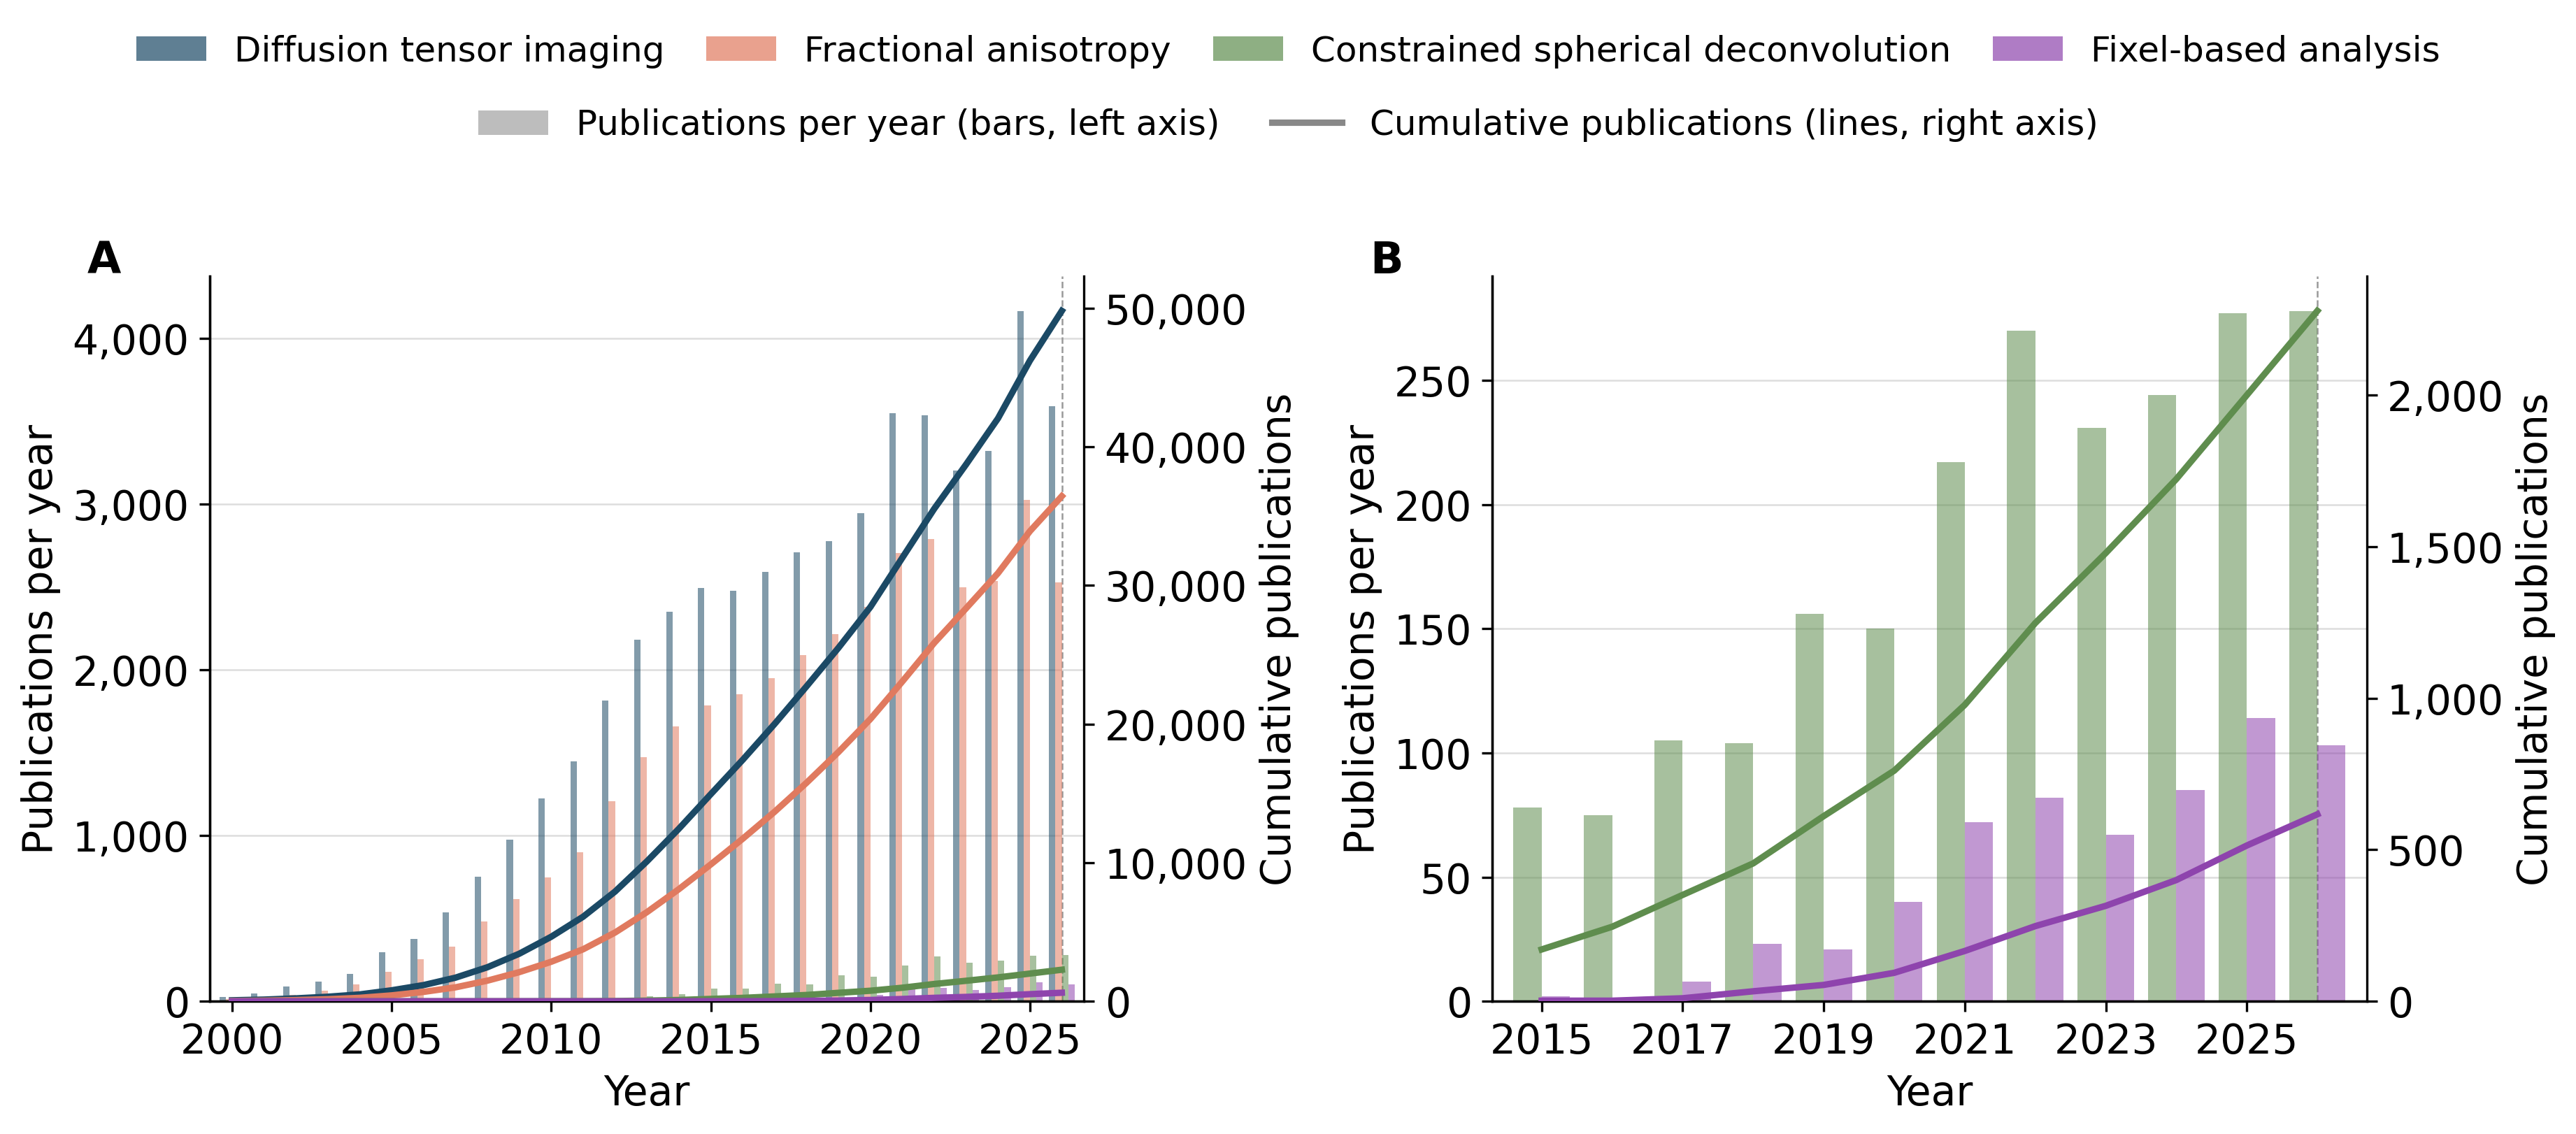 Diffusion tensor imaging Fractional anisotropy Constrained spherical deconvolution Fixel-based analysis
Publications per year (bars, left axis) Cumulative publications (lines, right axis)
A
Publications per year
4,000
3,000
2,000
1,000
0
50,000
40,000
30,000
20,000
10,000
0
Cumulative publications
2000 2005 2010 2015 2020 2025
Year
B
Publications per year
250
200
150
100
50
0
2,000
1,500
1,000
500
0
Cumulative publications
2015 2017 2019 2021 2023 2025
Year